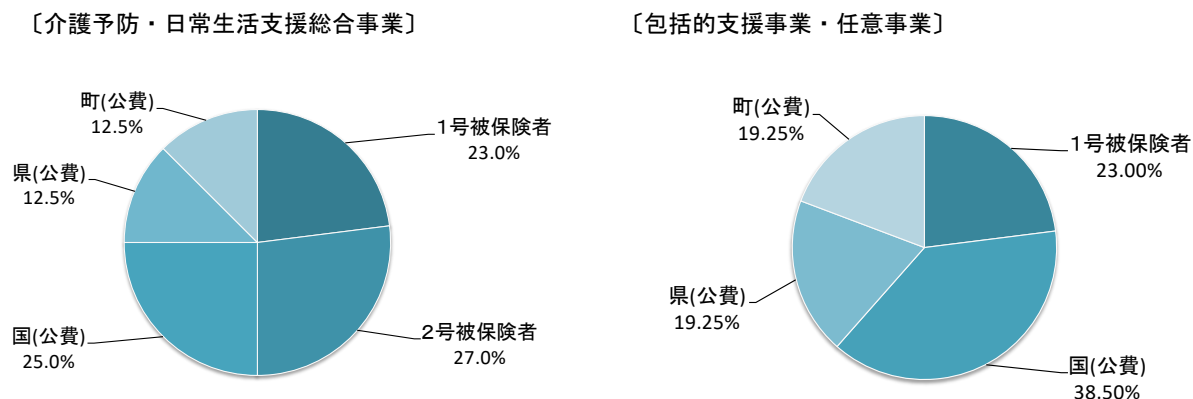 〔介護予防・日常生活支援総合事業〕
町(公費)
12.5%
1号被保険者
23.0%
県(公費)
12.5%
国(公費)
25.0%
2号被保険者
27.0%
〔包括的支援事業・任意事業〕
町(公費)
19.25%
1号被保険者
23.00%
県(公費)
19.25%
国(公費)
38.50%